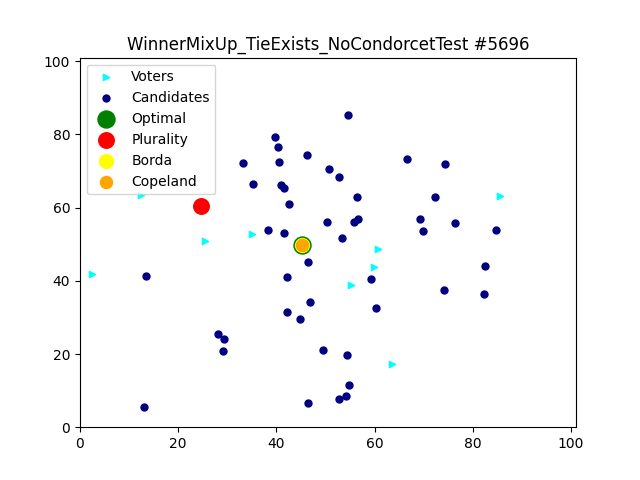 WinnerMixUp_TieExists_NoCondorcetTest #5696
100
80
60
40
20
0
Voters
Candidates
Optimal
Plurality
Borda
Copeland
0 20 40 60 80 100